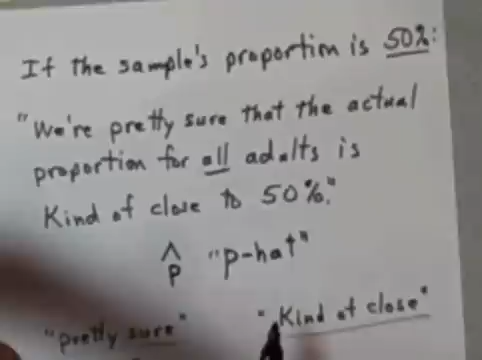 If the sample's proportion is 50%:
"We're pretty sure that the actual
proportion for all adults is
Kind of close to 50%."
p̂ "p-hat"
"pretty sure" "Kind of close"